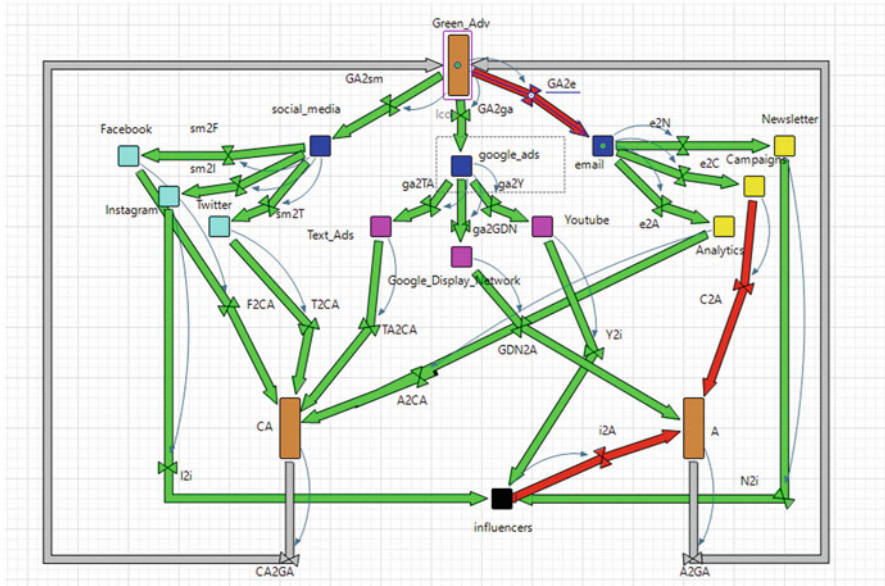 Green_Adv
GA2sm
GA2ga
GA2e
social_media
Facebook
sm2F
sm2I
Instagram
Twitter
sm2T
google_ads
ga2TA
ga2Y
ga2GDN
Text_Ads
Youtube
Google_Display_Network
email
e2N
Newsletter
e2C
Campaigns
e2A
Analytics
F2CA
T2CA
TA2CA
GDN2A
Y2i
C2A
A2CA
CA
i2A
A
I2i
N2i
influencers
CA2GA
A2GA